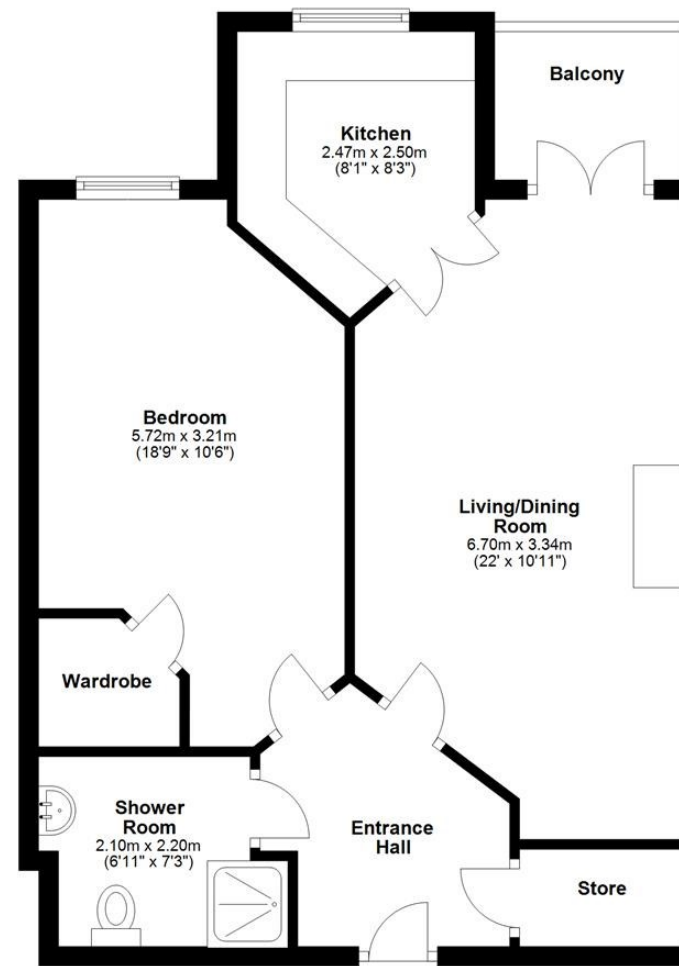 Balcony
Kitchen
2.47m x 2.50m
(8'1" x 8'3")
Bedroom
5.72m x 3.21m
(18'9" x 10'6")
Living/Dining
Room
6.70m x 3.34m
(22' x 10'11")
Wardrobe
Shower
Room
2.10m x 2.20m
(6'11" x 7'3")
Entrance
Hall
Store